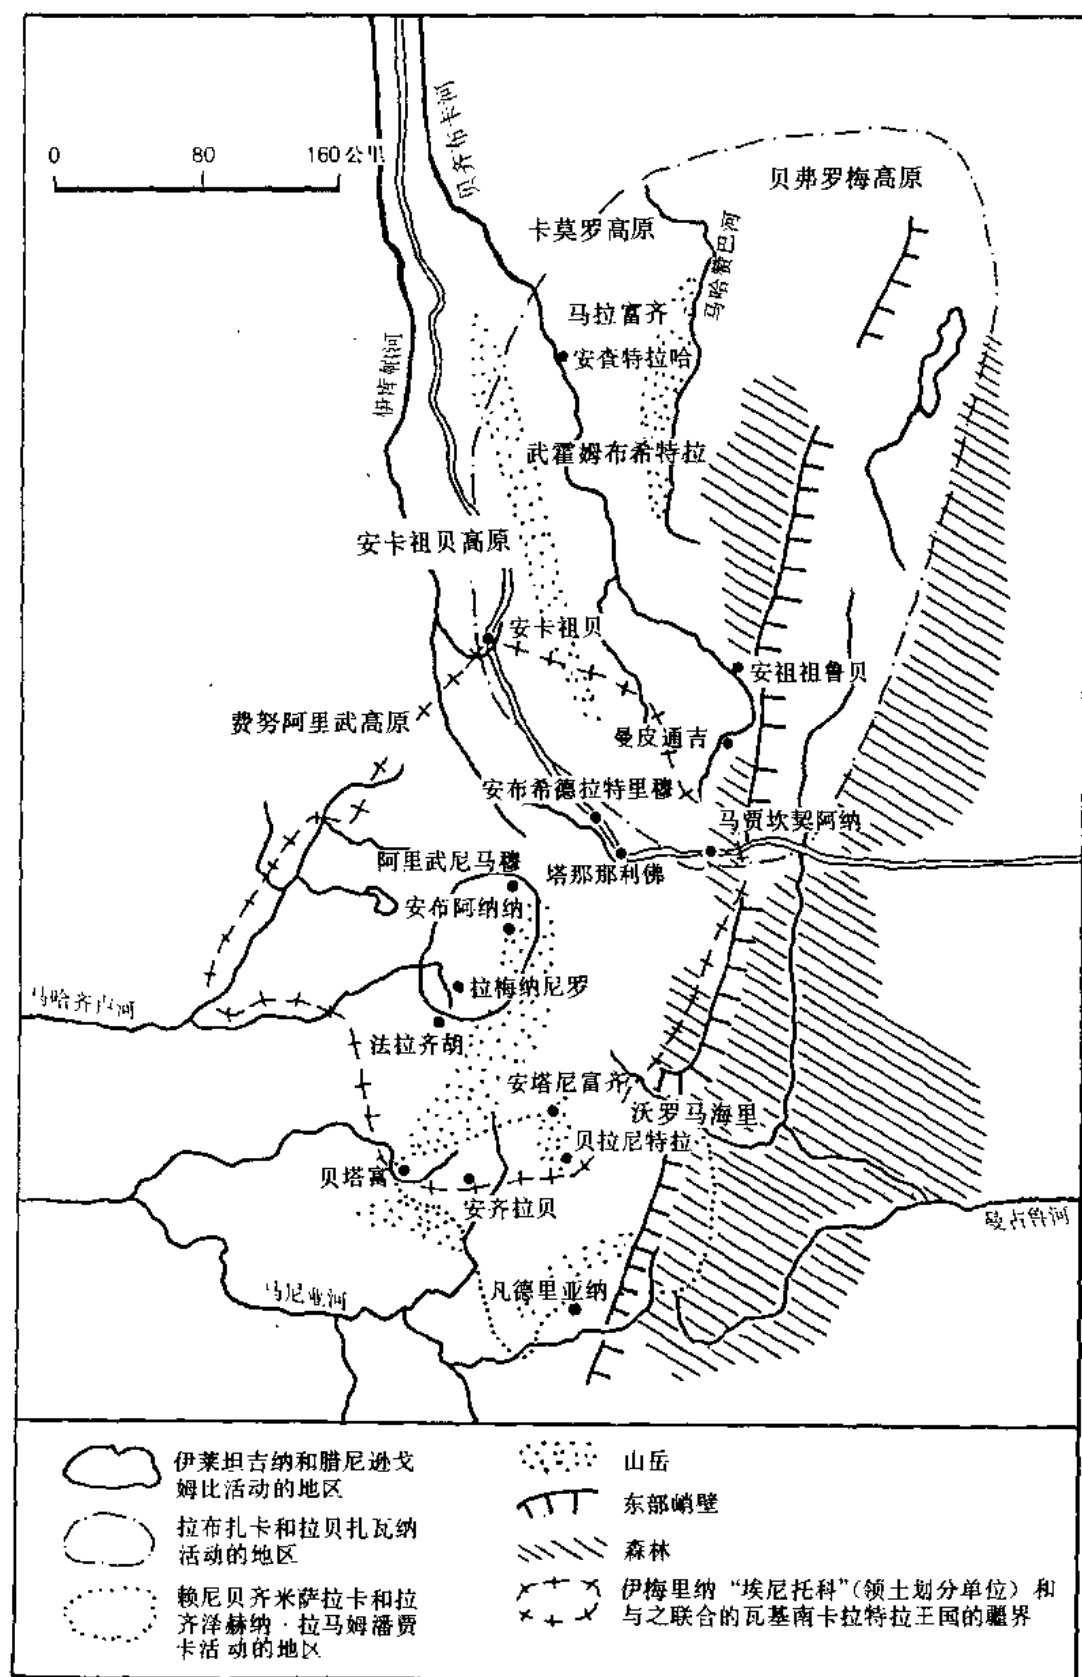 0 80 160公里
贝齐布卡河
贝弗罗梅高原
卡莫罗高原
马哈赞巴河
马拉富齐
安查特拉哈
伊库帕河
武霍姆布希特拉
安卡祖贝高原
安卡祖贝
安祖祖鲁贝
费努阿里武高原
曼皮通吉
安布希德拉特里穆
马贾坎契阿纳
阿里武尼马穆
塔那那利佛
安布阿纳纳
拉梅纳尼罗
马哈齐卢河
法拉齐胡
安塔尼富齐
沃罗马海里
贝拉尼特拉
贝塔富
安齐拉贝
曼古鲁河
马尼亚河
凡德里亚纳
伊莱坦吉纳和腊尼逊戈
姆比活动的地区
拉布扎卡和拉贝扎瓦纳
活动的地区
赖尼贝齐米萨拉卡和拉
齐泽赫纳·拉马姆潘贾
卡活动的地区
山岳
东部峭壁
森林
伊梅里纳“埃尼托科”(领土划分单位)和
与之联合的瓦基南卡拉特拉王国的疆界